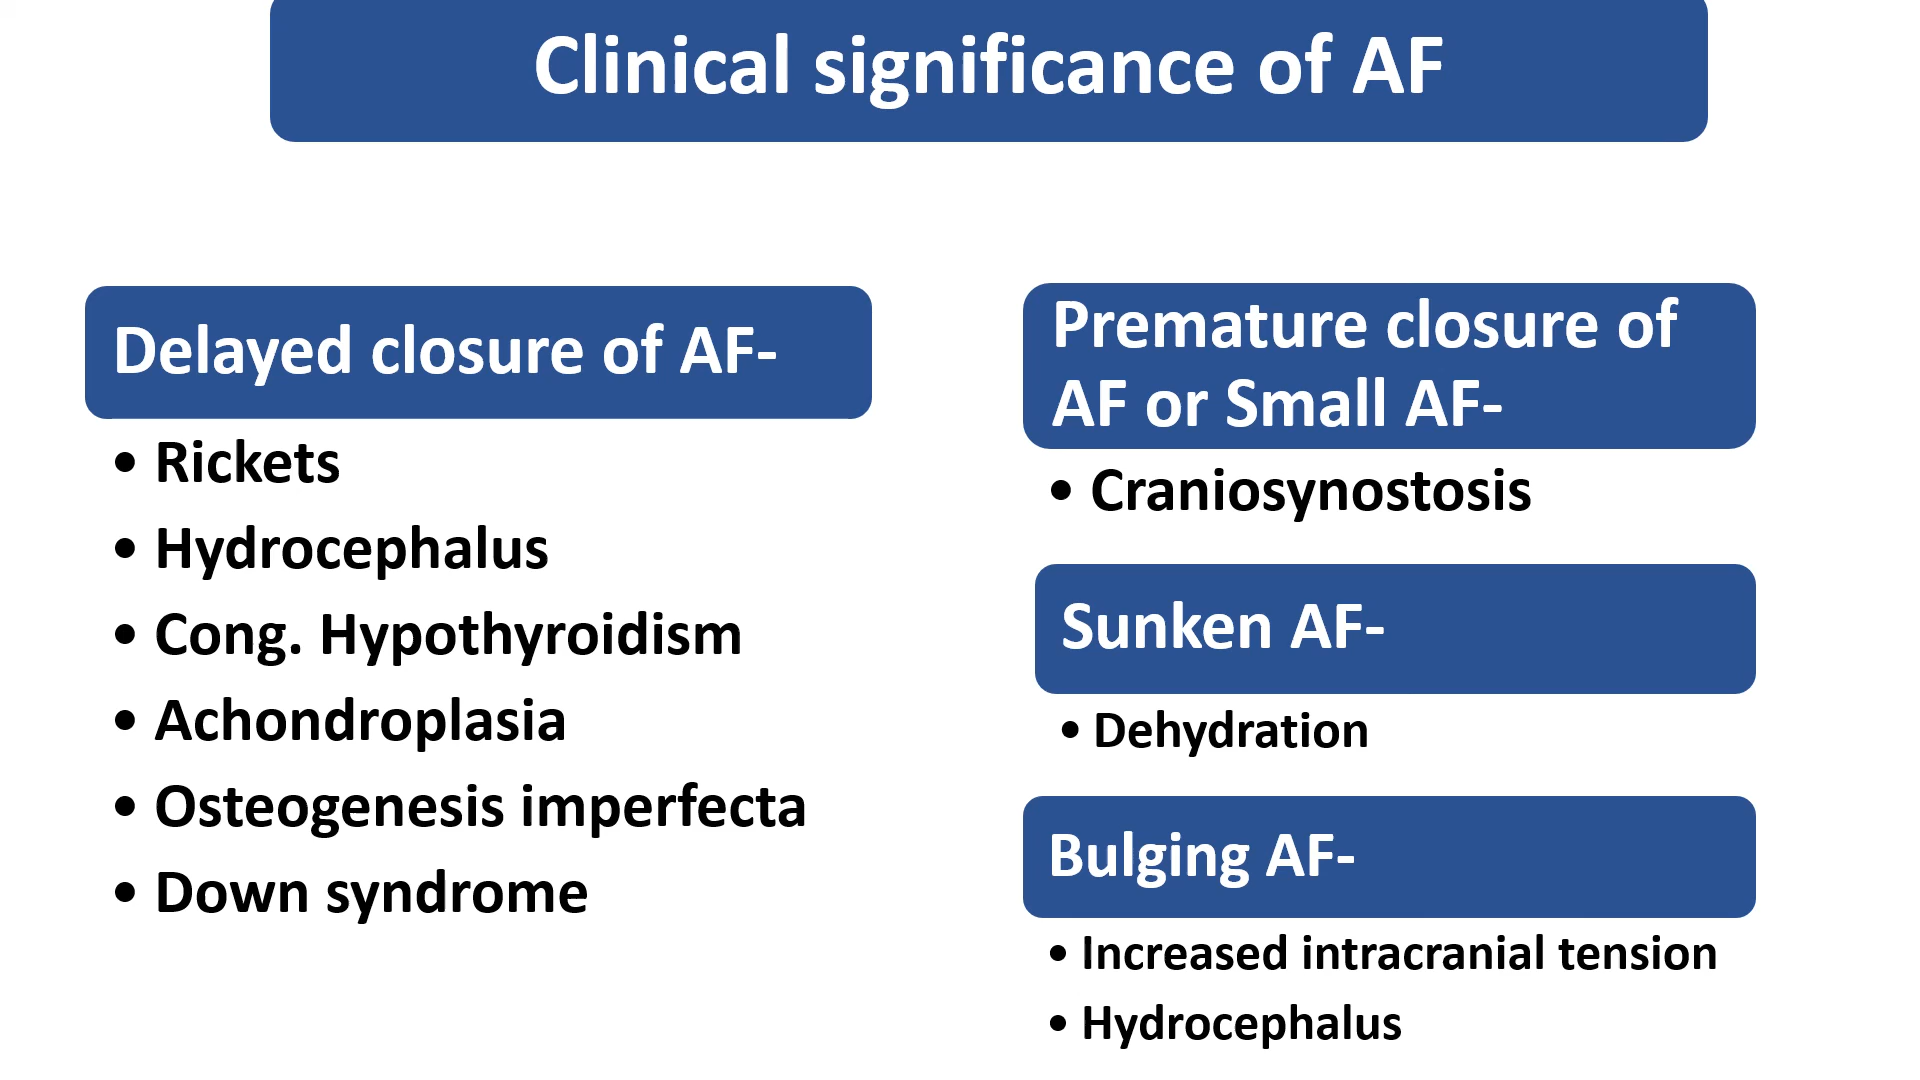 Clinical significance of AF
Delayed closure of AF-
• Rickets
• Hydrocephalus
• Cong. Hypothyroidism
• Achondroplasia
• Osteogenesis imperfecta
• Down syndrome
Premature closure of
AF or Small AF-
• Craniosynostosis
Sunken AF-
• Dehydration
Bulging AF-
• Increased intracranial tension
• Hydrocephalus